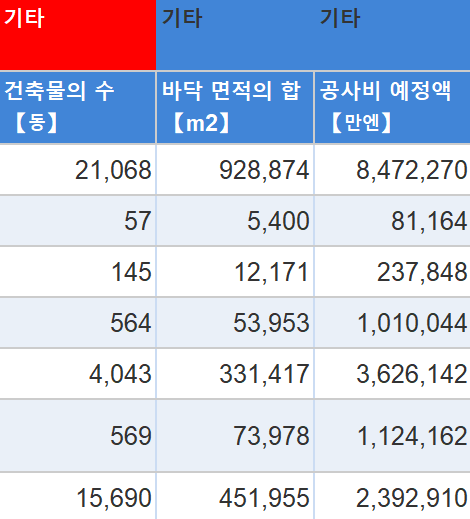 기타 기타 기타
건축물의 수 바닥 면적의 합 공사비 예정액
【동】 【m2】 【만엔】
21,068 928,874 8,472,270
57 5,400 81,164
145 12,171 237,848
564 53,953 1,010,044
4,043 331,417 3,626,142
569 73,978 1,124,162
15,690 451,955 2,392,910